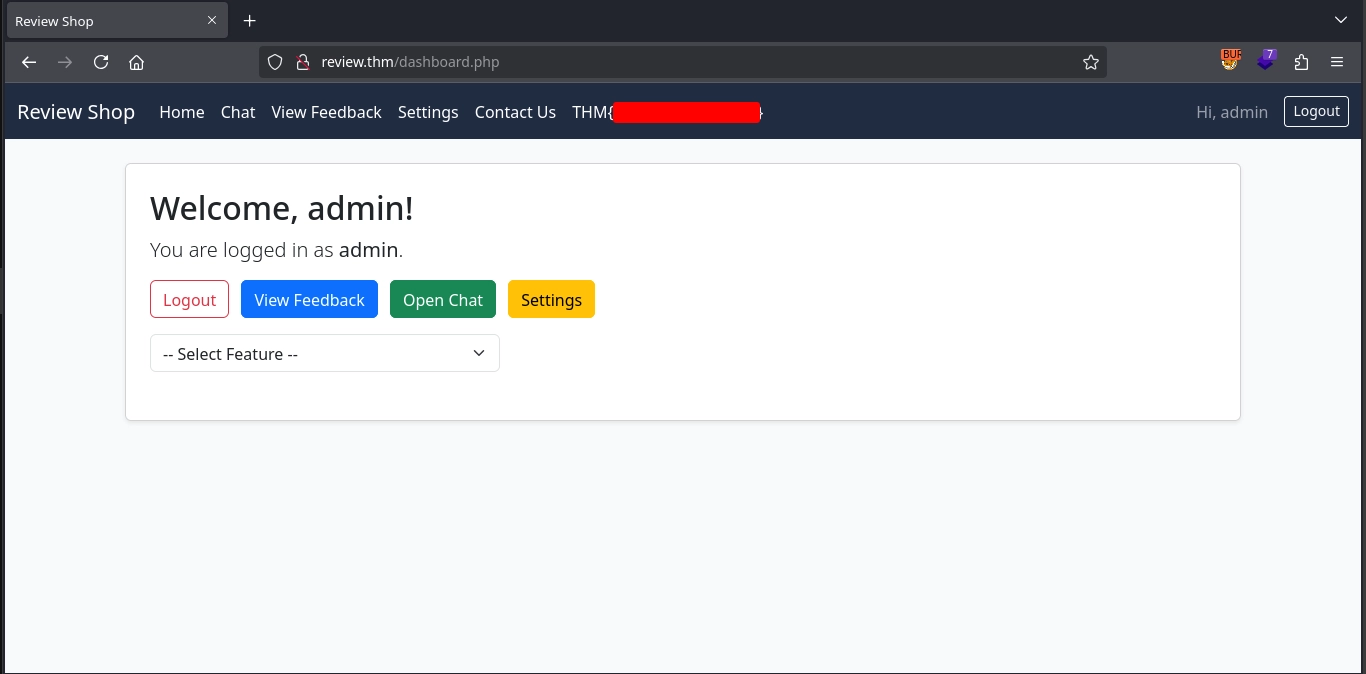 Review Shop
review.thm/dashboard.php
BUR
7
Review Shop Home Chat View Feedback Settings Contact Us THM{ } Hi, admin Logout
Welcome, admin!
You are logged in as admin.
Logout View Feedback Open Chat Settings
-- Select Feature --